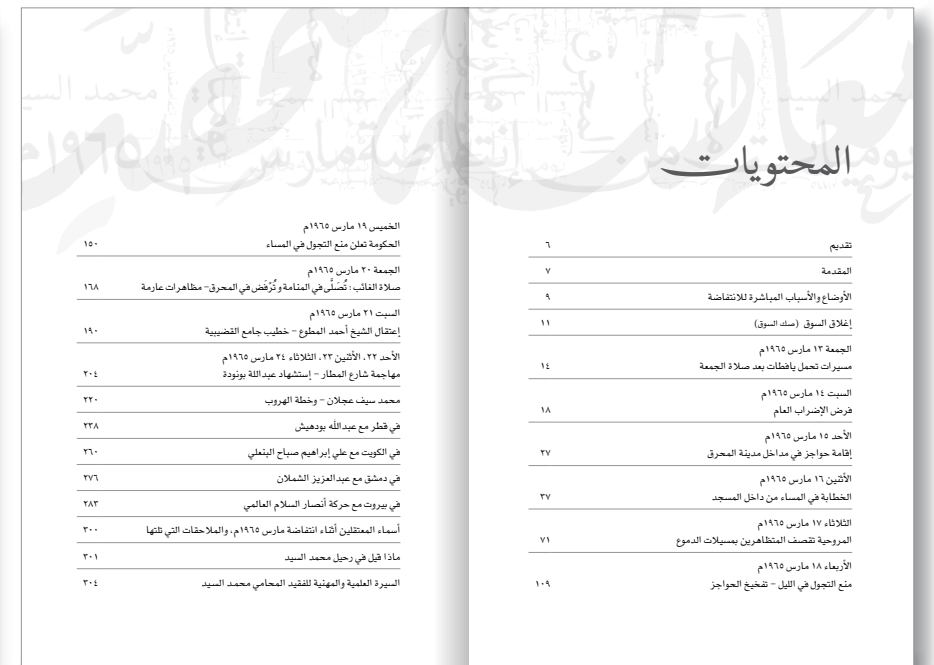 المحتويات
تقديم ٦
المقدمة ٧
الأوضاع والأسباب المباشرة للانتفاضة ٩
إغلاق السوق (صك السوق) ١١
الجمعة ١٣ مارس ١٩٦٥م
مسيرات تحمل يافطات بعد صلاة الجمعة ١٤
السبت ١٤ مارس ١٩٦٥م
فرض الإضراب العام ١٨
الأحد ١٥ مارس ١٩٦٥م
إقامة حواجز في مداخل مدينة المحرق ٢٧
الأثنين ١٦ مارس ١٩٦٥م
الخطابة في المساء من داخل المسجد ٣٧
الثلاثاء ١٧ مارس ١٩٦٥م
المروحية تقصف المتظاهرين بمسيلات الدموع ٧١
الأربعاء ١٨ مارس ١٩٦٥م
منع التجول في الليل – تفخيخ الحواجز ١٠٩
الخميس ١٩ مارس ١٩٦٥م
الحكومة تعلن منع التجول في المساء ١٥٠
الجمعة ٢٠ مارس ١٩٦٥م
صلاة الغائب: تُصَلَّى في المنامة وتُرْفَض في المحرق– مظاهرات عارمة ١٦٨
السبت ٢١ مارس ١٩٦٥م
إعتقال الشيخ أحمد المطوع – خطيب جامع القضيبية ١٩٠
الأحد ٢٢، الأثنين ٢٣، الثلاثاء ٢٤ مارس ١٩٦٥م
مهاجمة شارع المطار – إستشهاد عبدالله بونودة ٢٠٤
محمد سيف عجلان – وخطة الهروب ٢٢٠
في قطر مع عبدالله بودهيش ٢٣٨
في الكويت مع علي إبراهيم صباح البنعلي ٢٦٠
في دمشق مع عبدالعزيز الشملان ٢٧٦
في بيروت مع حركة أنصار السلام العالمي ٢٨٣
أسماء المعتقلين أثناء انتفاضة مارس ١٩٦٥م، والملاحقات التي تلتها ٣٠٠
ماذا قيل في رحيل محمد السيد ٣٠١
السيرة العلمية والمهنية للفقيد المحامي محمد السيد ٣٠٤